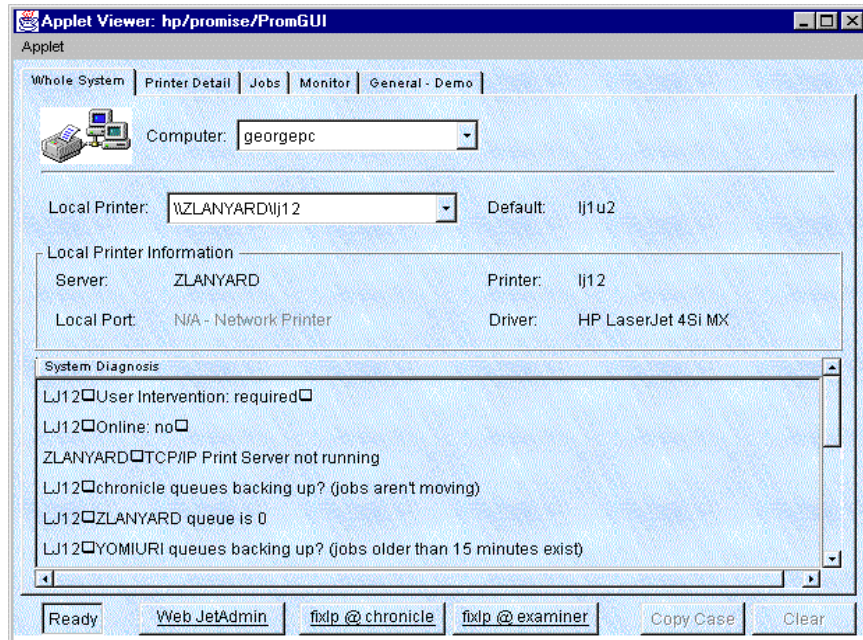 Applet Viewer: hp/promise/PromGUI
Applet
Whole System Printer Detail Jobs Monitor General - Demo
Computer: georgepc
Local Printer: \\ZLANYARD\lj12 Default: lj1u2
Local Printer Information
Server: ZLANYARD Printer: lj12
Local Port: N/A - Network Printer Driver: HP LaserJet 4Si MX
System Diagnosis
LJ12□User Intervention: required□
LJ12□Online: no□
ZLANYARD□TCP/IP Print Server not running
LJ12□chronicle queues backing up? (jobs aren't moving)
LJ12□ZLANYARD queue is 0
LJ12□YOMIURI queues backing up? (jobs older than 15 minutes exist)
Ready Web JetAdmin fixlp @ chronicle fixlp @ examiner Copy Case Clear